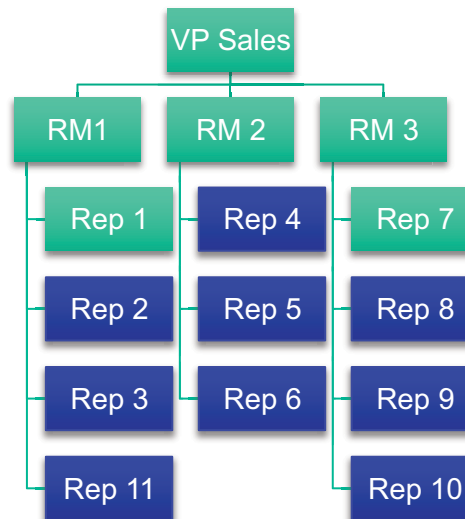 VP Sales
RM1
RM 2
RM 3
Rep 1
Rep 4
Rep 7
Rep 2
Rep 5
Rep 8
Rep 3
Rep 6
Rep 9
Rep 11
Rep 10